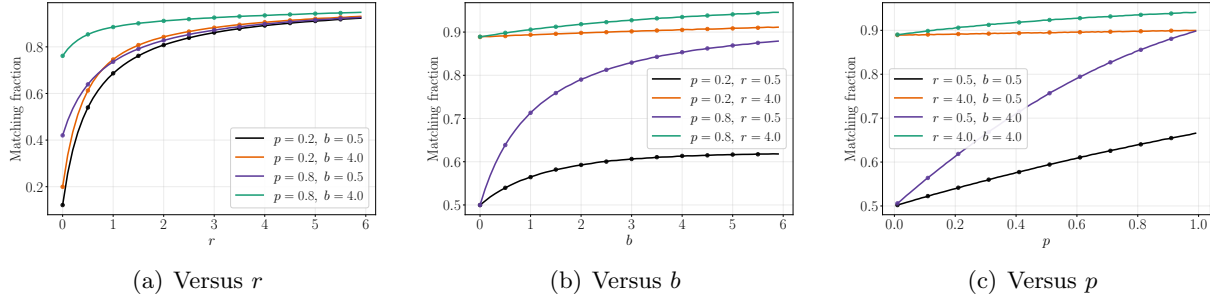 Matching fraction
0.8
0.6
0.4
0.2
0 1 2 3 4 5 6
r
p = 0.2, b = 0.5
p = 0.2, b = 4.0
p = 0.8, b = 0.5
p = 0.8, b = 4.0
(a) Versus r
Matching fraction
0.9
0.8
0.7
0.6
0.5
0 1 2 3 4 5 6
b
p = 0.2, r = 0.5
p = 0.2, r = 4.0
p = 0.8, r = 0.5
p = 0.8, r = 4.0
(b) Versus b
Matching fraction
0.9
0.8
0.7
0.6
0.5
0.0 0.2 0.4 0.6 0.8 1.0
p
r = 0.5, b = 0.5
r = 4.0, b = 0.5
r = 0.5, b = 4.0
r = 4.0, b = 4.0
(c) Versus p